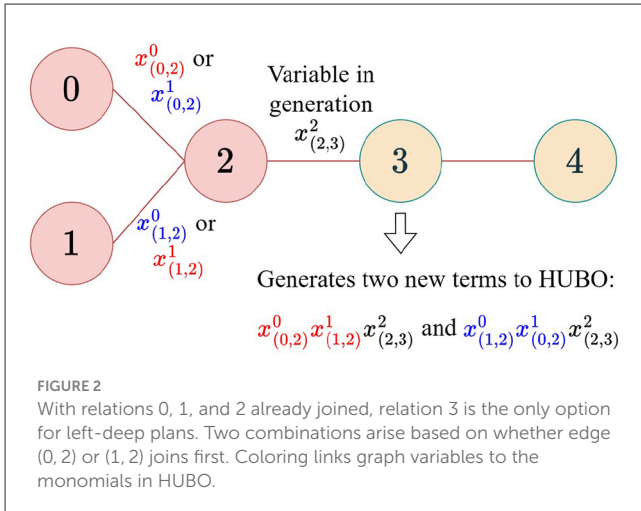 0
x^0_(0,2) or
x^1_(0,2)
Variable in
generation
x^2_(2,3)
2
3
4
1
x^0_(1,2) or
x^1_(1,2)
Generates two new terms to HUBO:
x^0_(0,2) x^1_(1,2) x^2_(2,3) and x^0_(1,2) x^1_(0,2) x^2_(2,3)
FIGURE 2
With relations 0, 1, and 2 already joined, relation 3 is the only option
for left-deep plans. Two combinations arise based on whether edge
(0, 2) or (1, 2) joins first. Coloring links graph variables to the
monomials in HUBO.